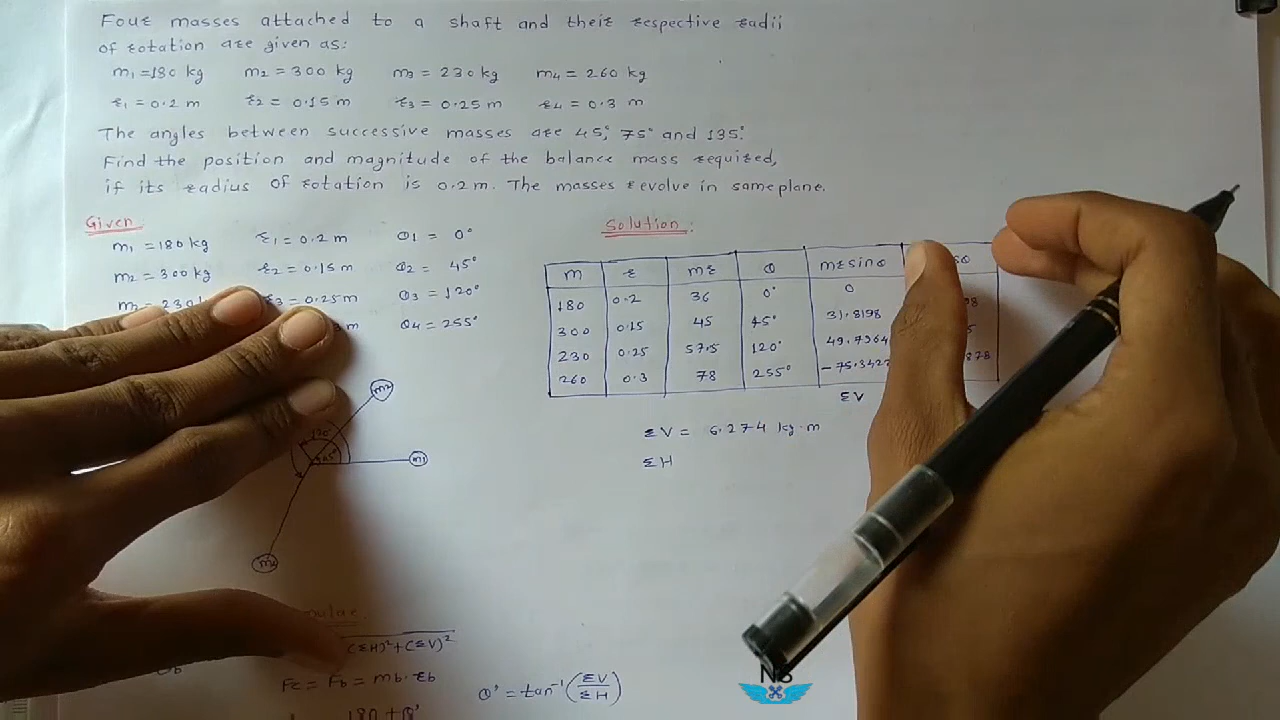 Four masses attached to a shaft and their respective radii
of rotation are given as:
m1 = 180 kg m2 = 300 kg m3 = 230 kg m4 = 260 kg
r1 = 0.2 m r2 = 0.15 m r3 = 0.25 m r4 = 0.3 m
The angles between successive masses are 45°, 75° and 135°.
Find the position and magnitude of the balance mass required,
if its radius of rotation is 0.2 m. The masses revolve in same plane.
Given
m1 = 180 kg r1 = 0.2 m θ1 = 0°
m2 = 300 kg r2 = 0.15 m θ2 = 45°
r3 = 0.25 m θ3 = 120°
m θ4 = 255°
Solution:
m r mr θ mr sinθ
180 0.2 36 0° 0
300 0.15 45 45° 31.8198
230 0.25 57.5 120° 49.7964
260 0.3 78 255° -75.3422
ΣV
ΣV = 6.274 kg.m
ΣH
m2
120°
45°
m1
m4
(ΣH)² + (ΣV)²
Fc = Fb = mb. rb
θ' = tan⁻¹ (ΣV/ΣH)
180 + θ'
NS